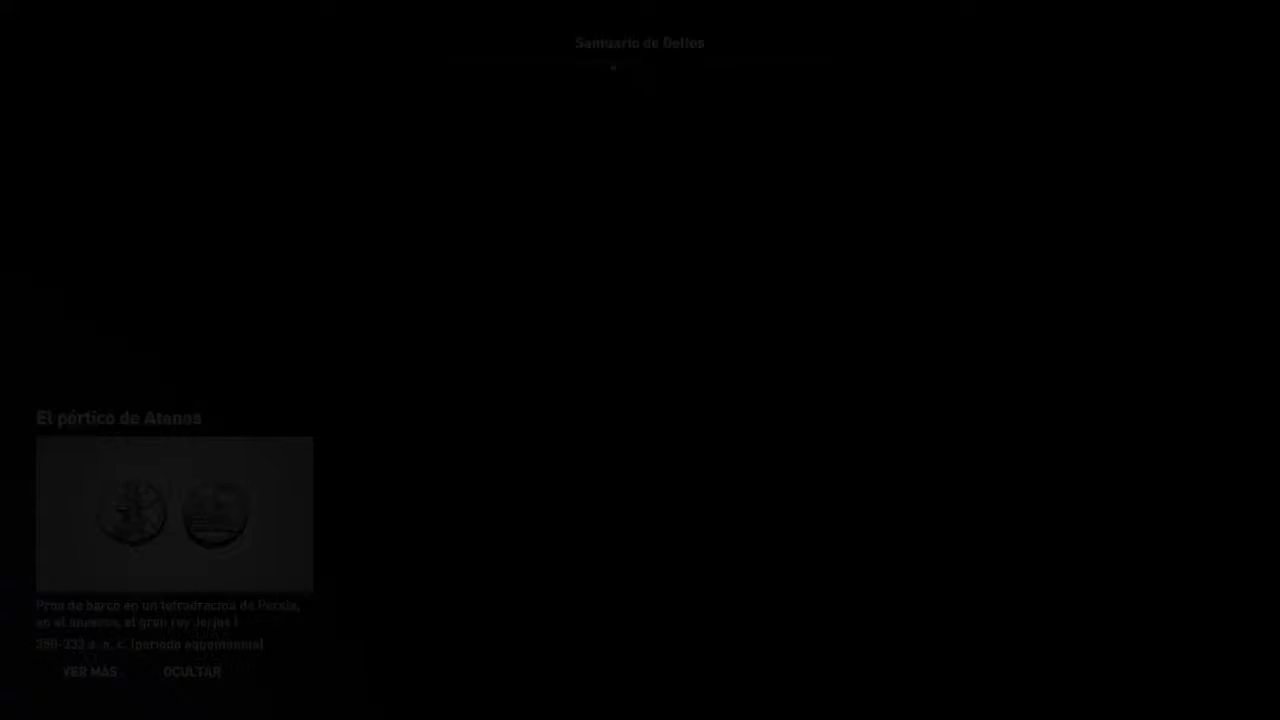 Santuario de Delfos
El pórtico de Atenas
Proa de barco en un tetradracma de Persia,
en el anverso, el gran rey Jerjes I
350-333 a. n. e. (periodo aqueménida)
VER MÁS OCULTAR